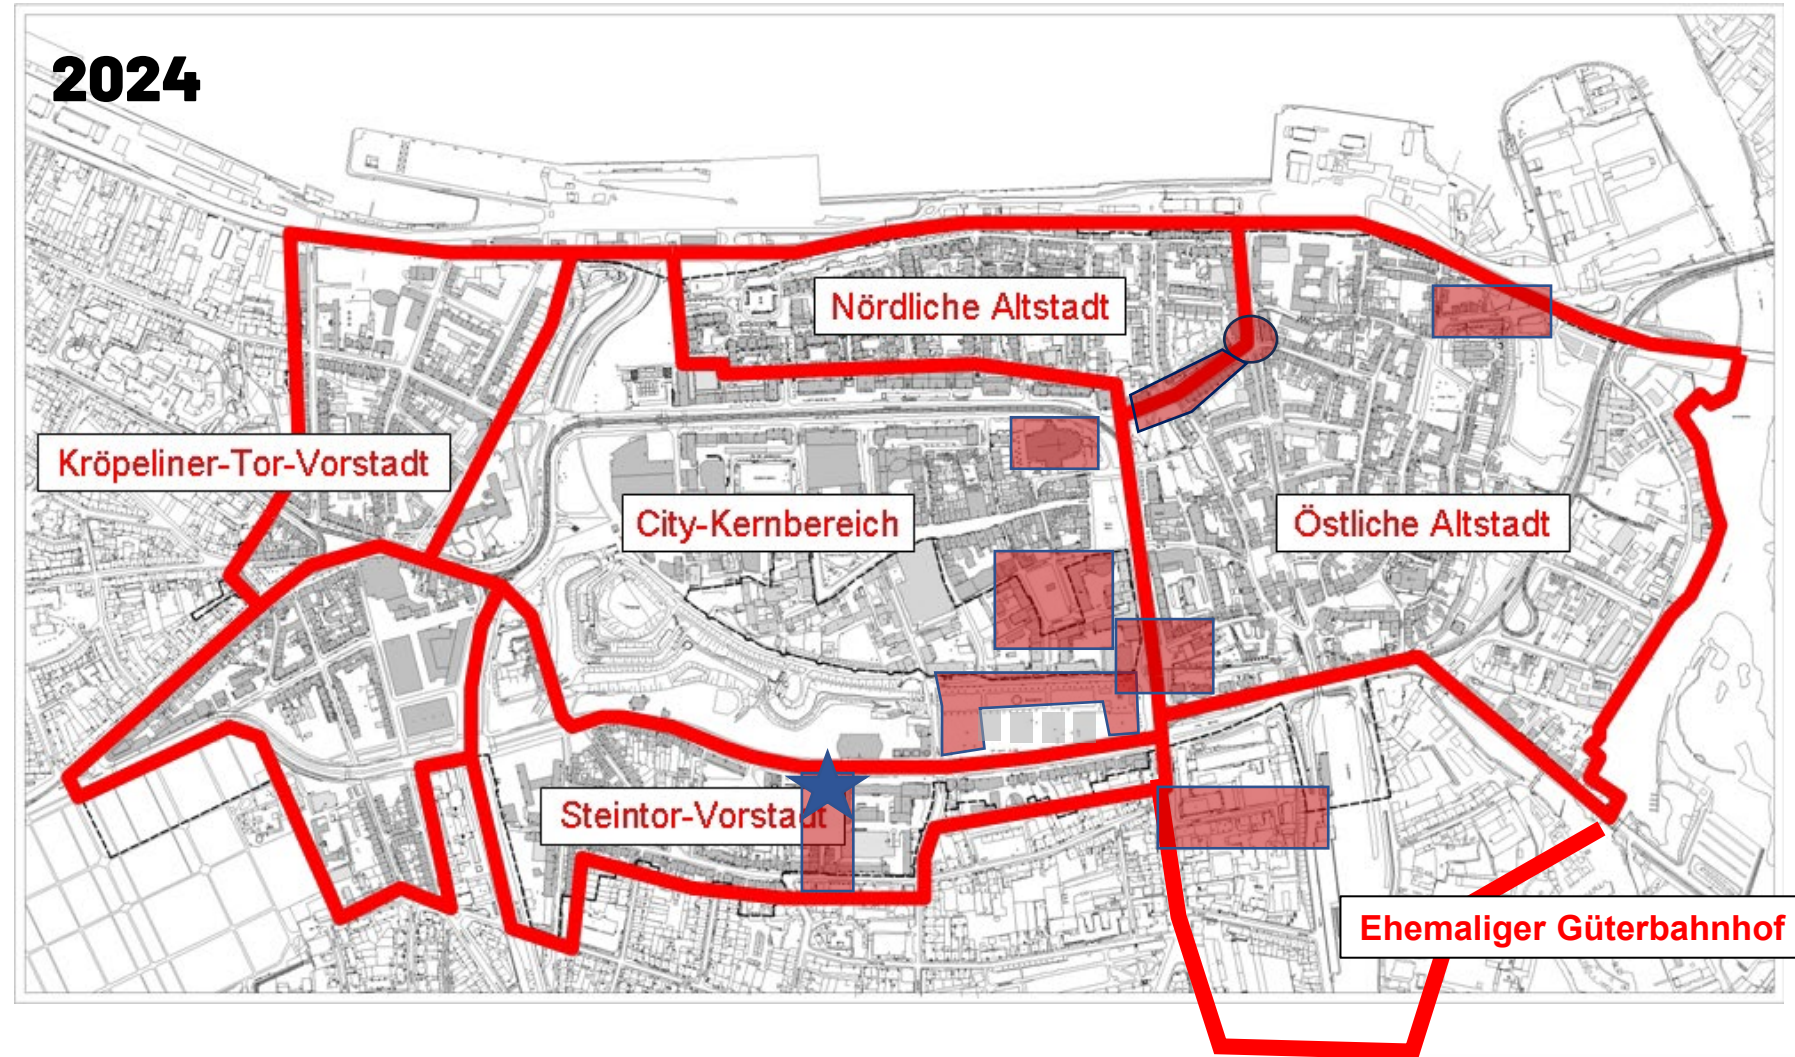 2024
Nördliche Altstadt
Kröpeliner-Tor-Vorstadt
City-Kernbereich
Östliche Altstadt
Steintor-Vorstadt
Ehemaliger Güterbahnhof